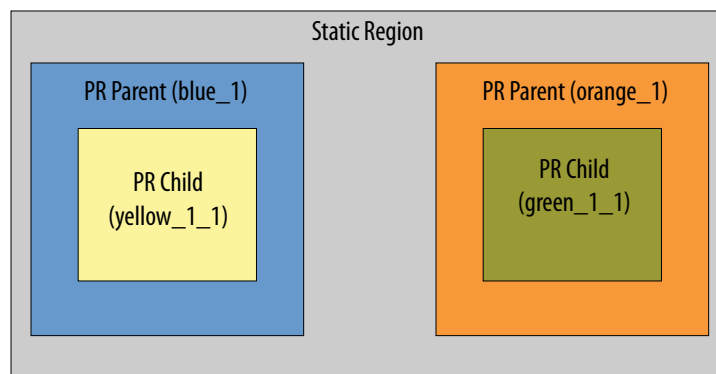 Static Region
PR Parent (blue_1)
PR Child
(yellow_1_1)
PR Parent (orange_1)
PR Child
(green_1_1)